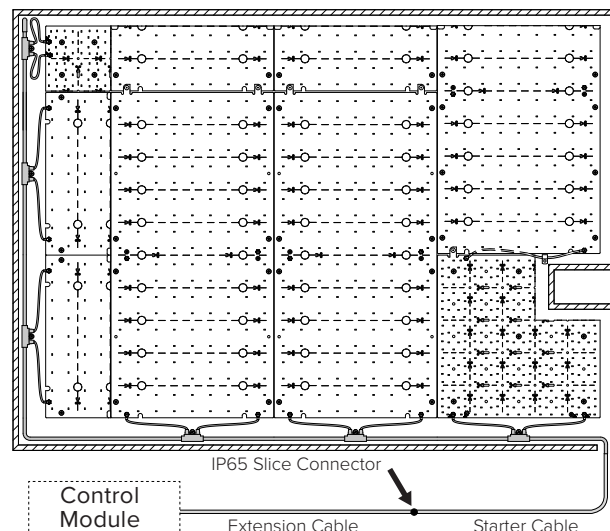 IP65 Slice Connector
Control
Module
Extension Cable
Starter Cable